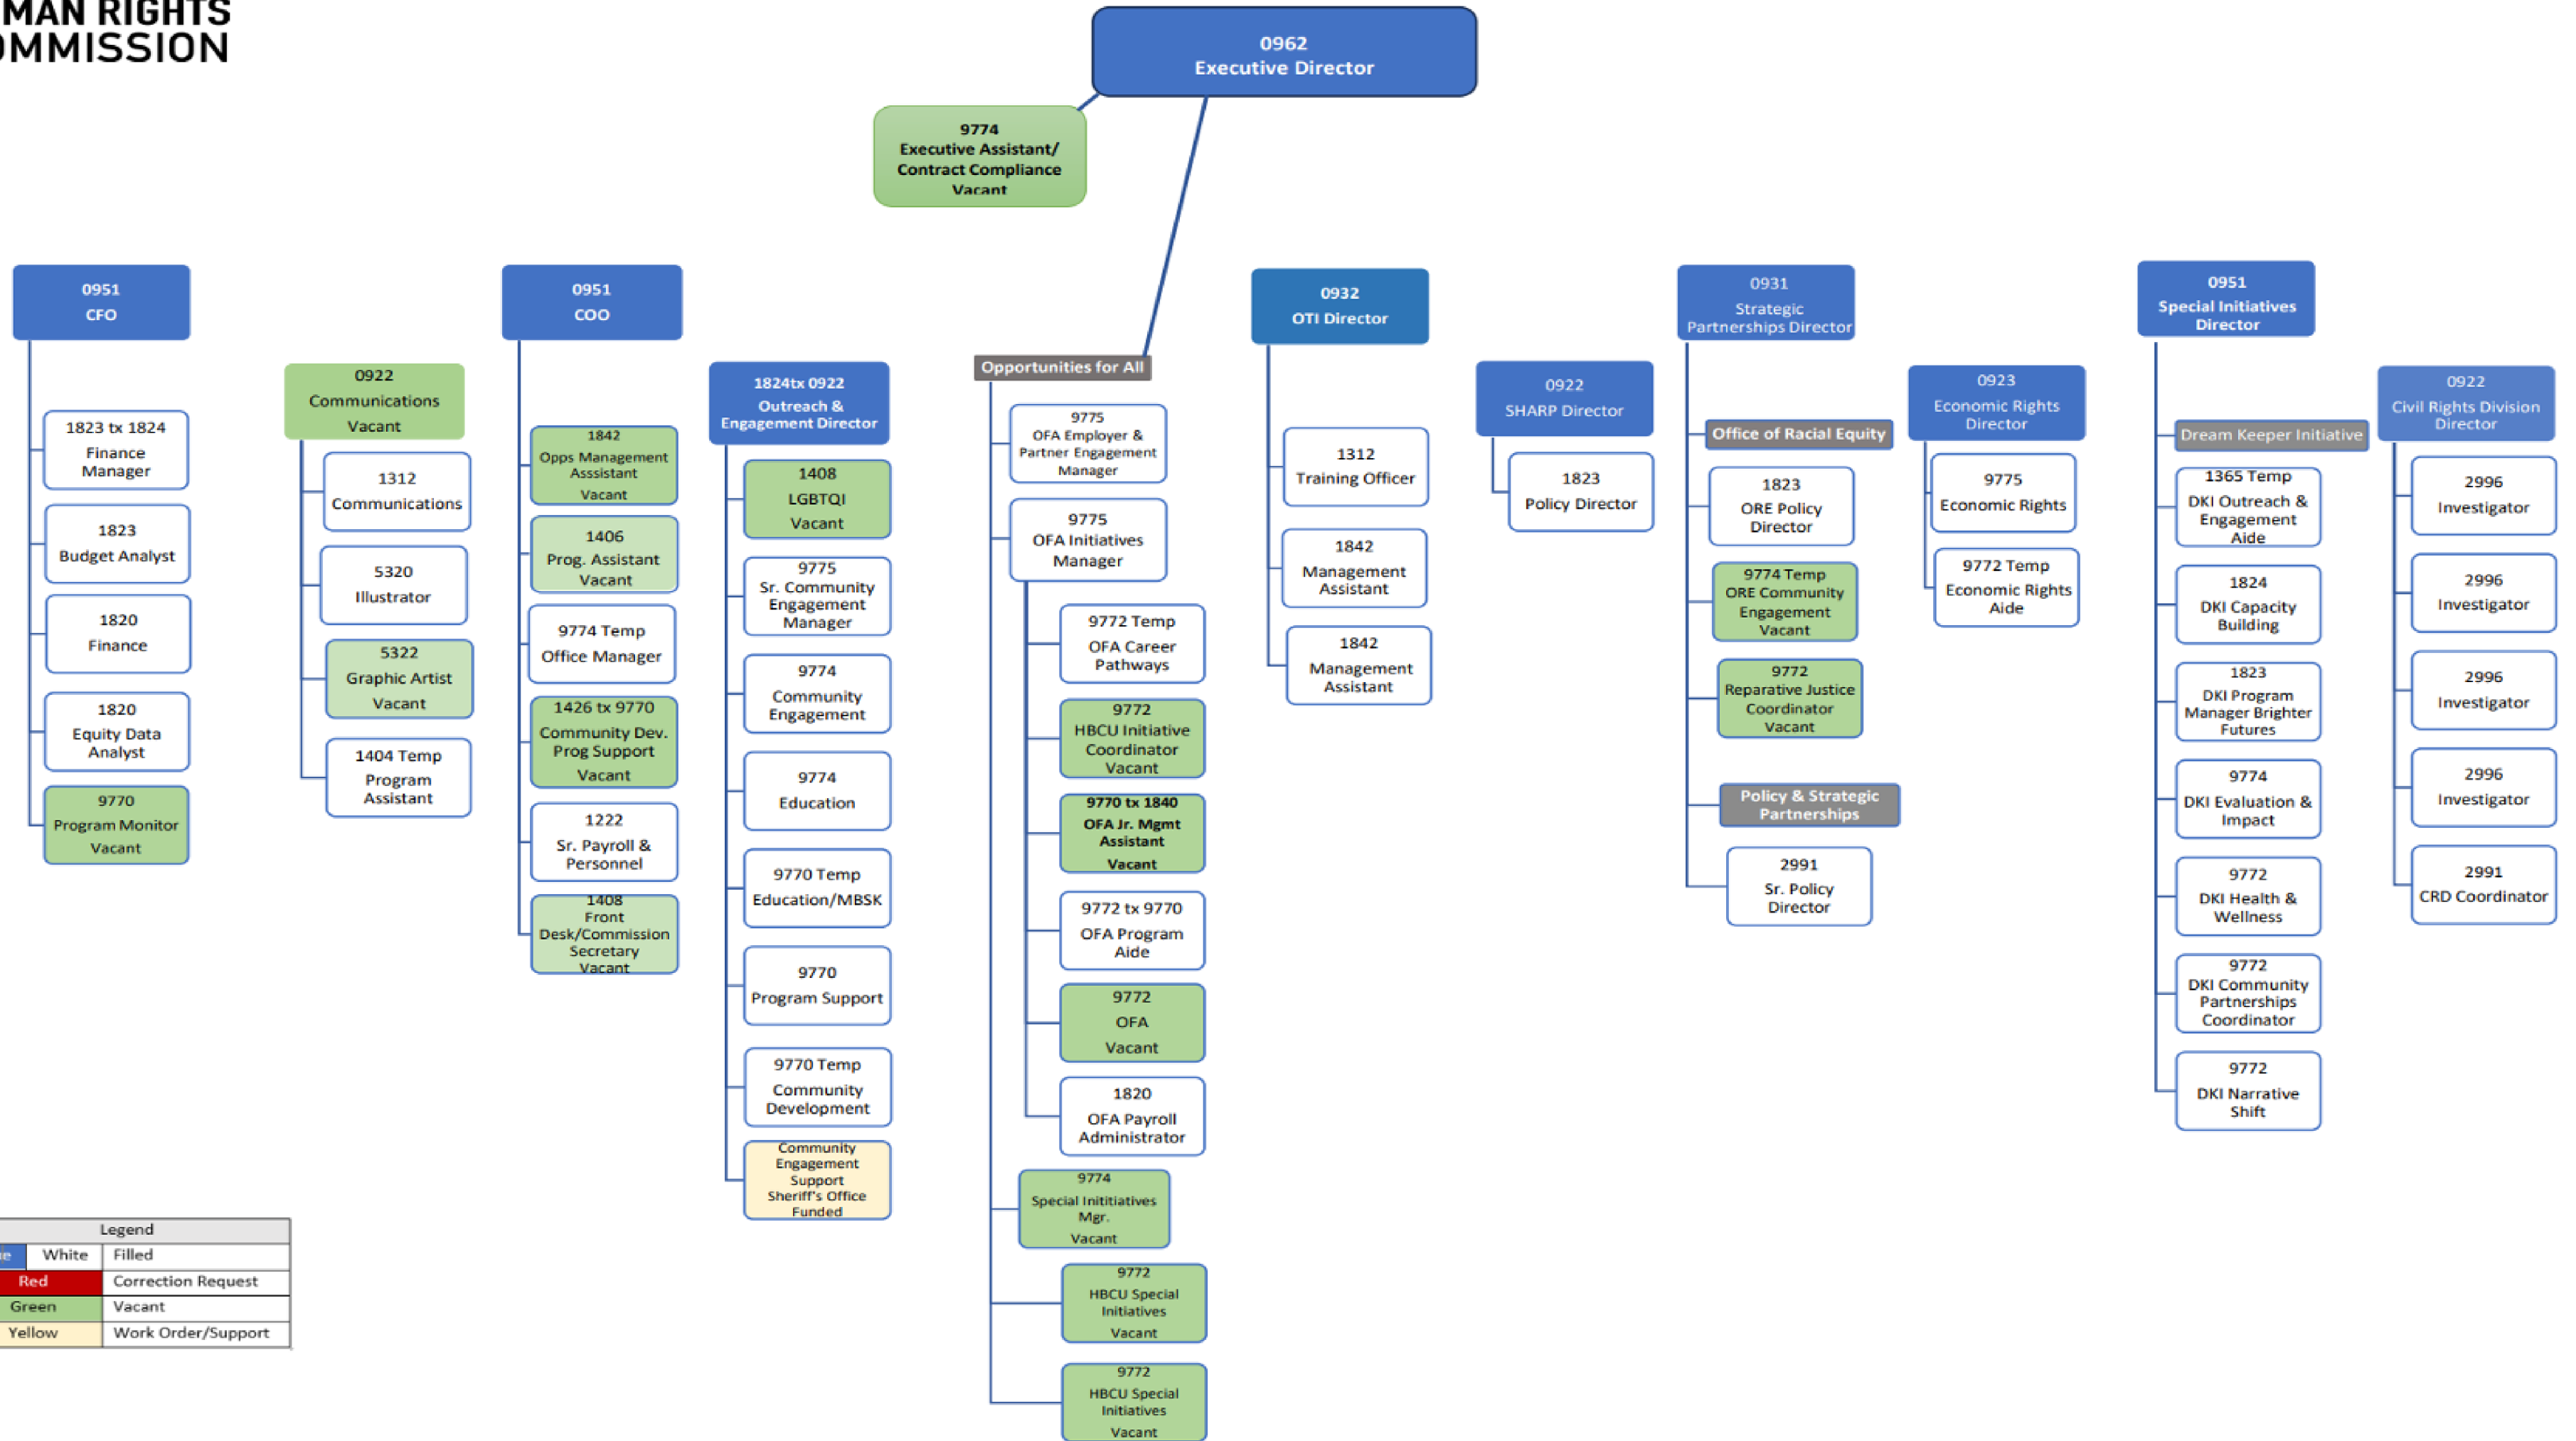 MAN RIGHTS
OMMISSION
0962
Executive Director
9774
Executive Assistant/
Contract Compliance
Vacant
0951
CFO
1823 tx 1824
Finance
Manager
1823
Budget Analyst
1820
Finance
1820
Equity Data
Analyst
9770
Program Monitor
Vacant
0922
Communications
Vacant
1312
Communications
5320
Illustrator
5322
Graphic Artist
Vacant
1404 Temp
Program
Assistant
0951
COO
1842
Opps Management
Asssistant
Vacant
1406
Prog. Assistant
Vacant
9774 Temp
Office Manager
1426 tx 9770
Community Dev.
Prog Support
Vacant
1222
Sr. Payroll &
Personnel
1408
Front
Desk/Commission
Secretary
Vacant
1824tx 0922
Outreach &
Engagement Director
1408
LGBTQI
Vacant
9775
Sr. Community
Engagement
Manager
9774
Community
Engagement
9774
Education
9770 Temp
Education/MBSK
9770
Program Support
9770 Temp
Community
Development
Community
Engagement
Support
Sheriff's Office
Funded
Opportunities for All
9775
OFA Employer &
Partner Engagement
Manager
9775
OFA Initiatives
Manager
9772 Temp
OFA Career
Pathways
9772
HBCU Initiative
Coordinator
Vacant
9770 tx 1840
OFA Jr. Mgmt
Assistant
Vacant
9772 tx 9770
OFA Program
Aide
9772
OFA
Vacant
1820
OFA Payroll
Administrator
9774
Special Inititiatives
Mgr.
Vacant
9772
HBCU Special
Initiatives
Vacant
9772
HBCU Special
Initiatives
Vacant
0932
OTI Director
1312
Training Officer
1842
Management
Assistant
1842
Management
Assistant
0922
SHARP Director
1823
Policy Director
0931
Strategic
Partnerships Director
Office of Racial Equity
1823
ORE Policy
Director
9774 Temp
ORE Community
Engagement
Vacant
9772
Reparative Justice
Coordinator
Vacant
Policy & Strategic
Partnerships
2991
Sr. Policy
Director
0923
Economic Rights
Director
9775
Economic Rights
9772 Temp
Economic Rights
Aide
0951
Special Initiatives
Director
Dream Keeper Initiative
1365 Temp
DKI Outreach &
Engagement
Aide
1824
DKI Capacity
Building
1823
DKI Program
Manager Brighter
Futures
9774
DKI Evaluation &
Impact
9772
DKI Health &
Wellness
9772
DKI Community
Partnerships
Coordinator
9772
DKI Narrative
Shift
0922
Civil Rights Division
Director
2996
Investigator
2996
Investigator
2996
Investigator
2996
Investigator
2991
CRD Coordinator
Legend
e White Filled
Red Correction Request
Green Vacant
Yellow Work Order/Support